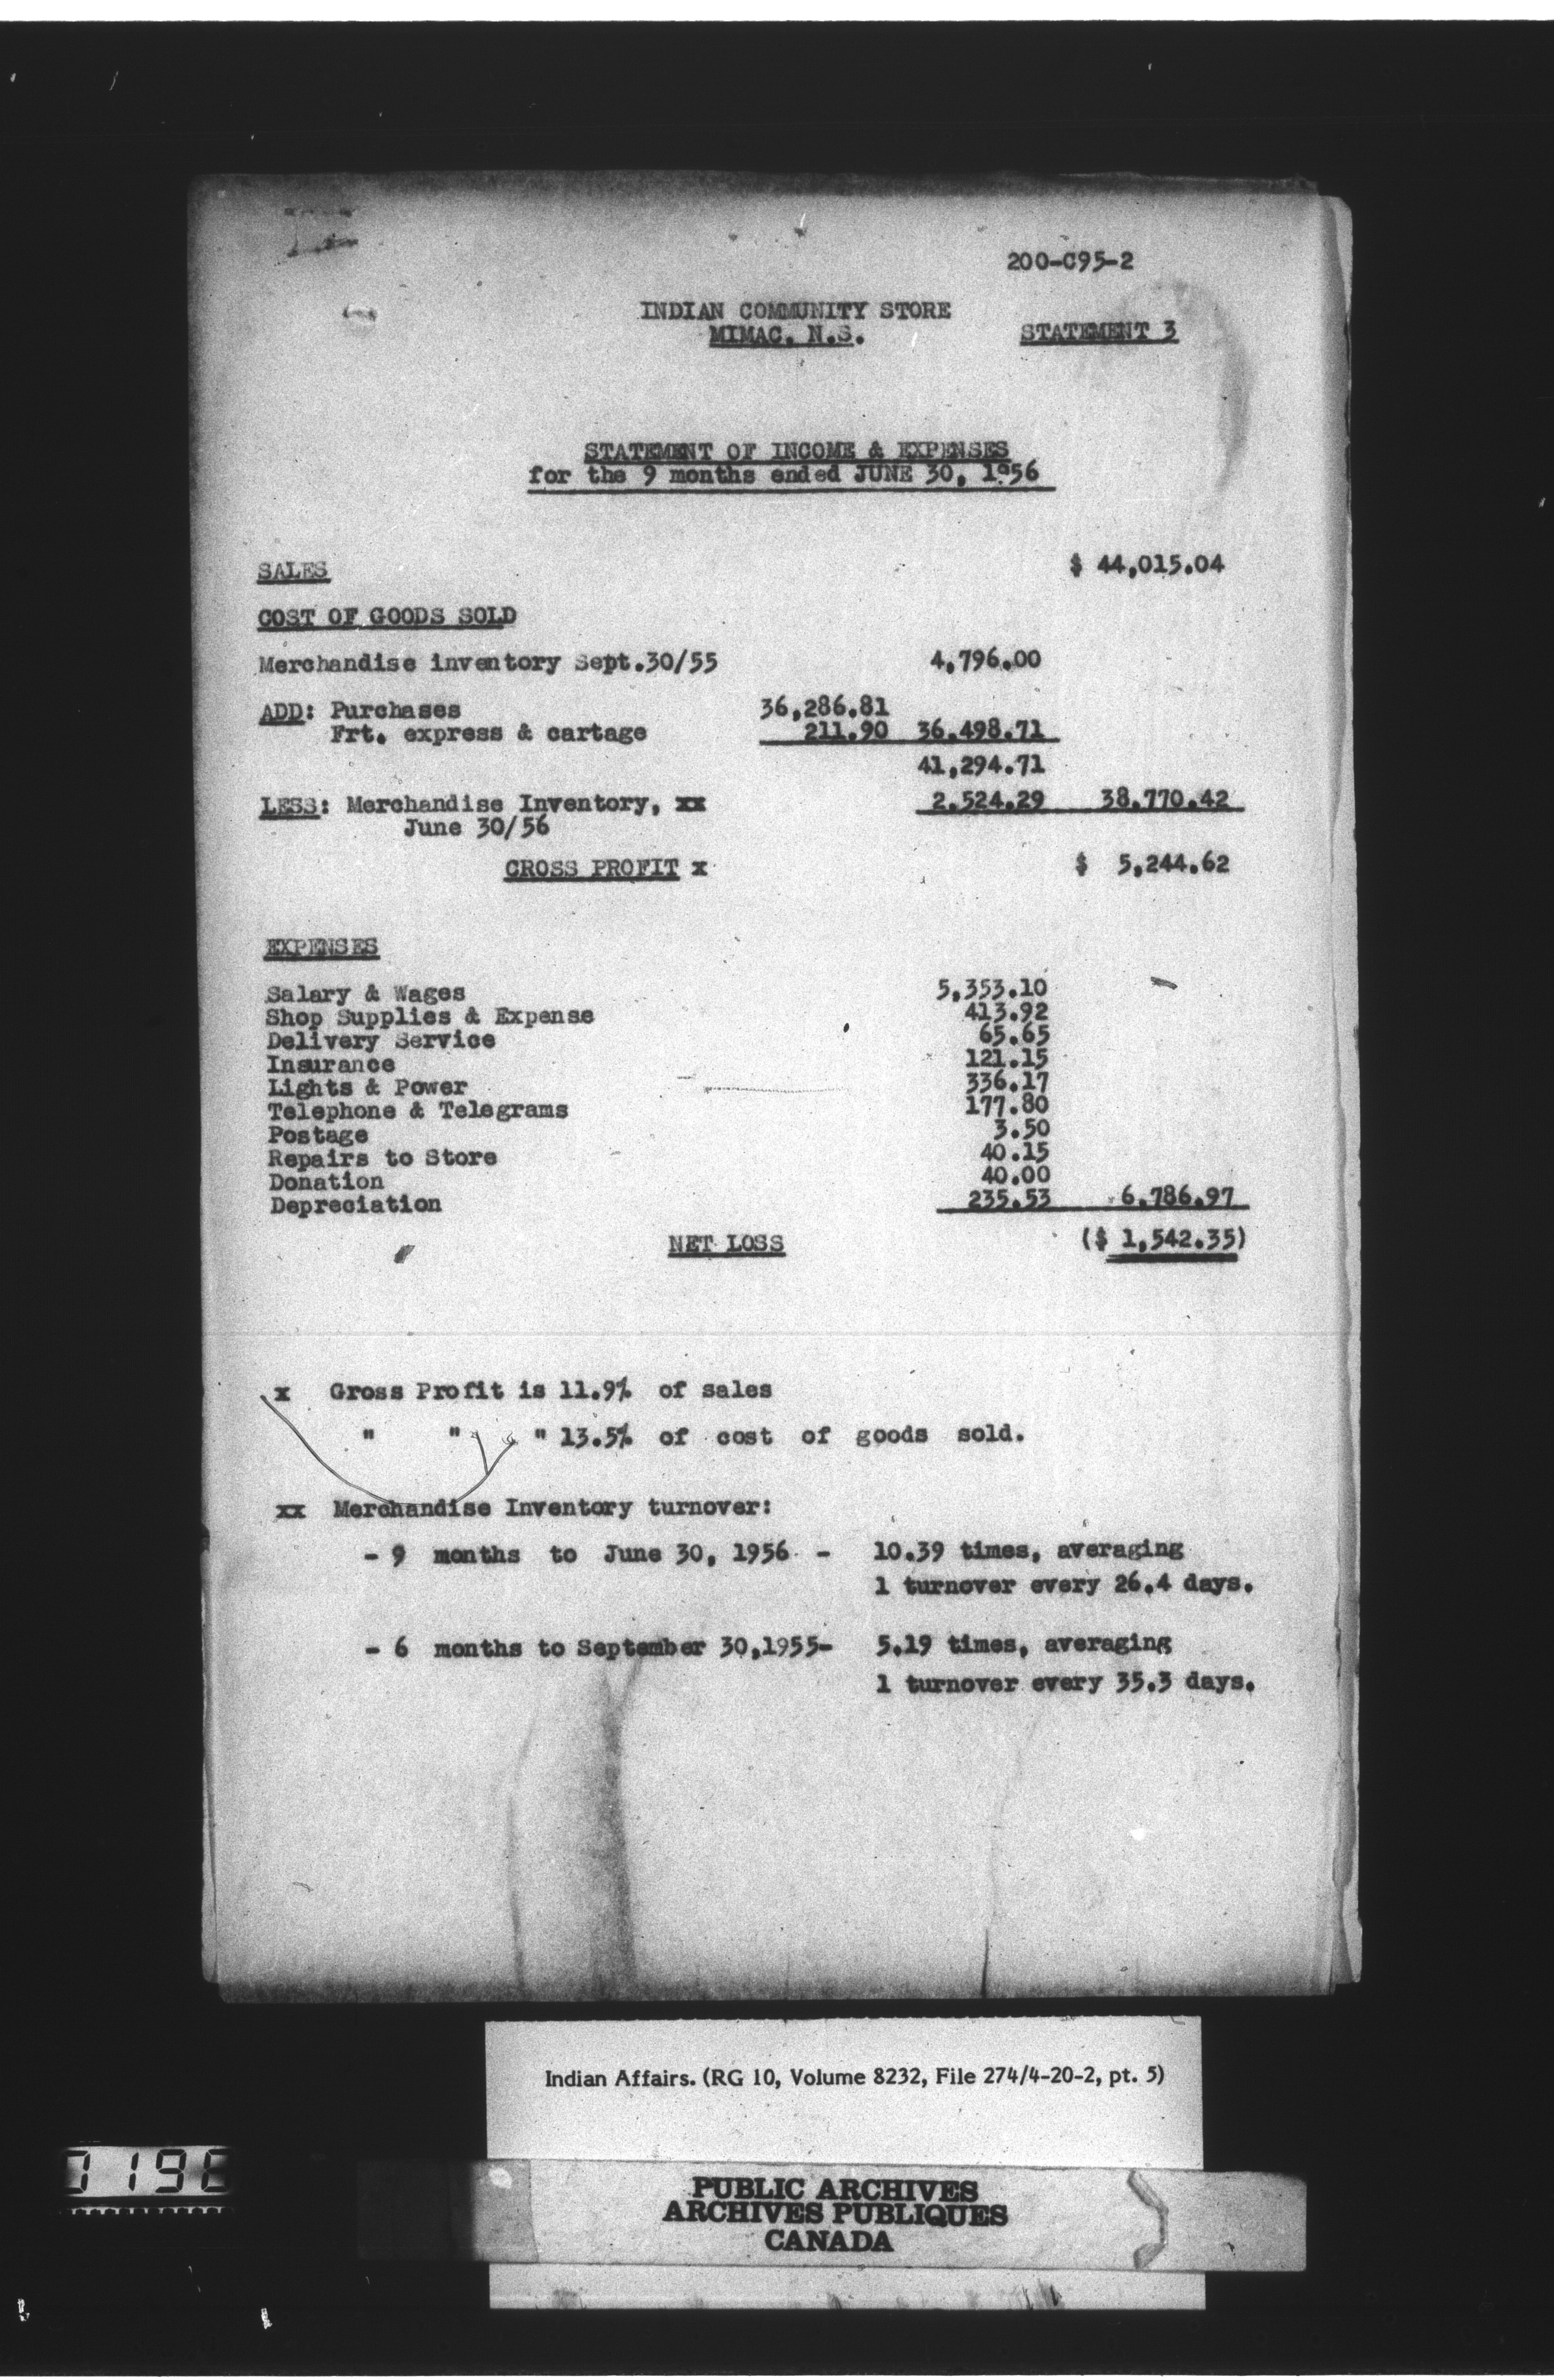 200-C95-2
INDIAN COMMUNITY STORE
MIMAC, N.S.
STATEMENT 3
STATEMENT OF INCOME & EXPENSES
for the 9 months ended JUNE 30, 1956
SALES $ 44,015.04
COST OF GOODS SOLD
Merchandise inventory Sept.30/55 4,796.00
ADD: Purchases 36,286.81
Frt. express & cartage 211.90 36,498.71
41,294.71
LESS: Merchandise Inventory, xx 2,524.29 38,770.42
June 30/56
GROSS PROFIT x $ 5,244.62
EXPENSES
Salary & Wages 5,353.10
Shop Supplies & Expense 413.92
Delivery Service 65.65
Insurance 121.15
Lights & Power 336.17
Telephone & Telegrams 177.80
Postage 3.50
Repairs to Store 40.15
Donation 40.00
Depreciation 235.53 6,786.97
NET LOSS ($ 1,542.35)
x Gross Profit is 11.9% of sales
" " " 13.5% of cost of goods sold.
xx Merchandise Inventory turnover:
- 9 months to June 30, 1956 - 10.39 times, averaging
1 turnover every 26.4 days.
- 6 months to September 30,1955- 5.19 times, averaging
1 turnover every 35.3 days.
Indian Affairs. (RG 10, Volume 8232, File 274/4-20-2, pt. 5)
PUBLIC ARCHIVES
ARCHIVES PUBLIQUES
CANADA